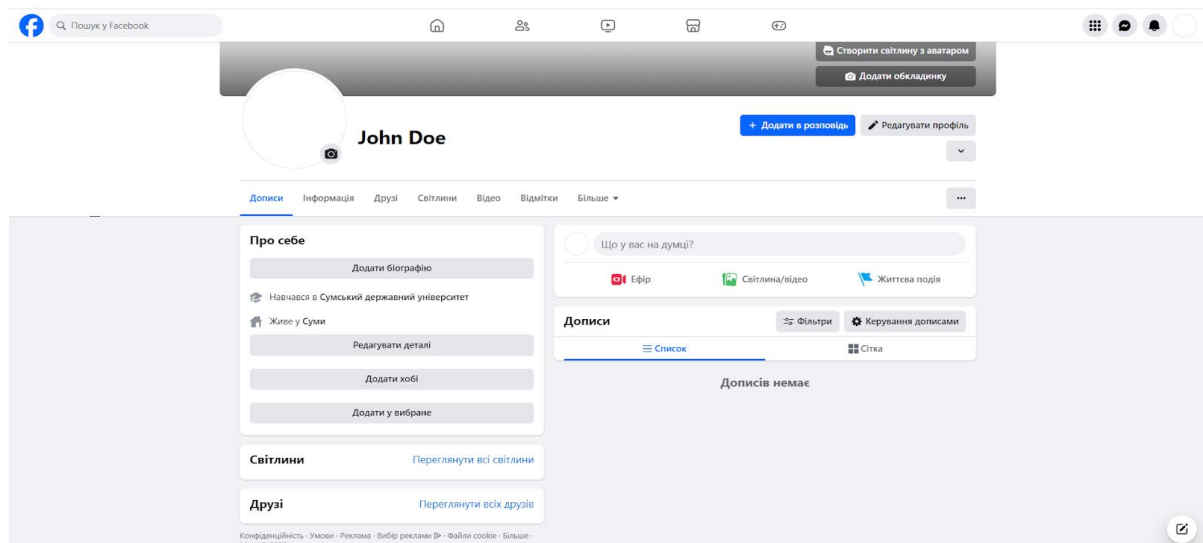 Пошук у Facebook
Створити світлину з аватаром
Додати обкладинку
John Doe
+ Додати в розповідь
Редагувати профіль
Дописи Інформація Друзі Світлини Відео Відмітки Більше
Про себе
Додати біографію
Навчався в Сумський державний університет
Живе у Суми
Редагувати деталі
Додати хобі
Додати у вибране
Світлини Переглянути всі світлини
Друзі Переглянути всіх друзів
Конфіденційність · Умови · Реклама · Вибір реклами · Файли cookie · Більше ·
Що у вас на думці?
Ефір Світлина/відео Життєва подія
Дописи Фільтри Керування дописами
Список Сітка
Дописів немає